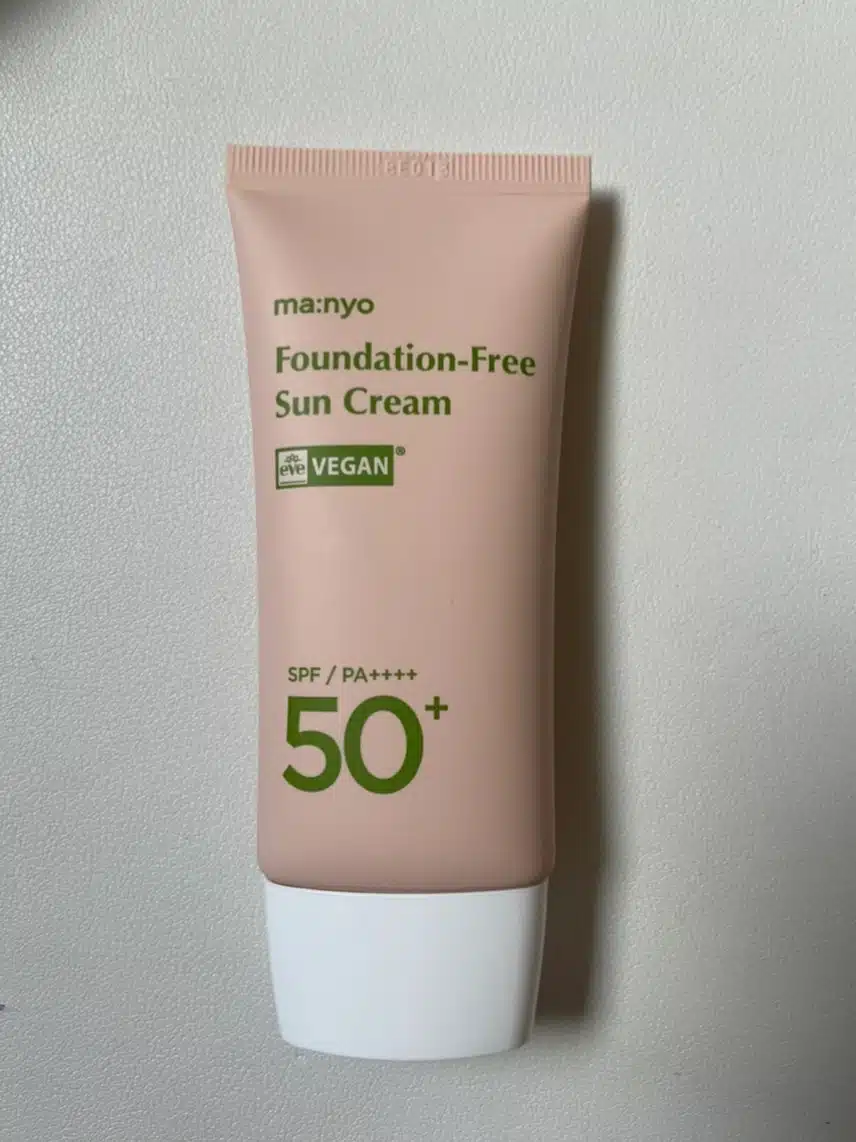 ma:nyo
Foundation-Free
Sun Cream
eve VEGAN®
SPF / PA++++
50+